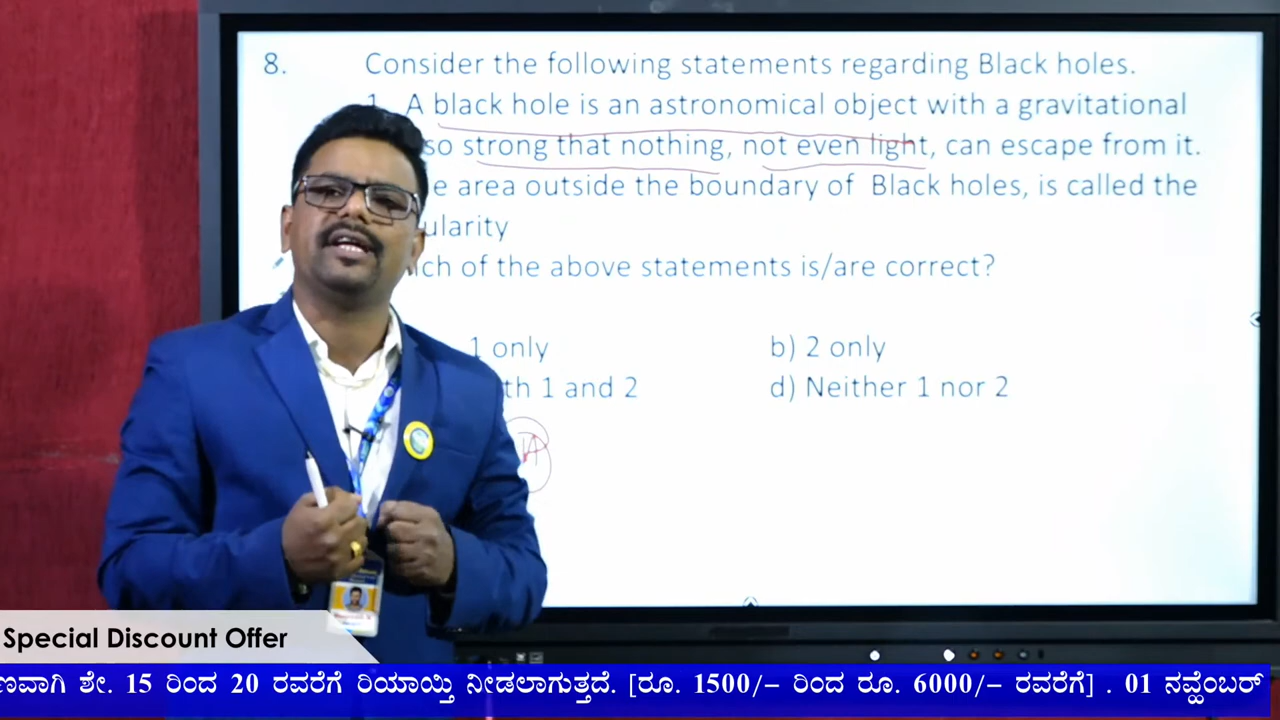 8. Consider the following statements regarding Black holes.
1. A black hole is an astronomical object with a gravitational
so strong that nothing, not even light, can escape from it.
e area outside the boundary of Black holes, is called the
ularity
ich of the above statements is/are correct?
1 only b) 2 only
th 1 and 2 d) Neither 1 nor 2
A
Special Discount Offer
ಣವಾಗಿ ಶೇ. 15 ರಿಂದ 20 ರವರೆಗೆ ರಿಯಾಯ್ತಿ ನೀಡಲಾಗುತ್ತದೆ. [ರೂ. 1500/– ರಿಂದ ರೂ. 6000/– ರವರೆಗೆ] . 01 ನವ್ಹೆಂಬರ್